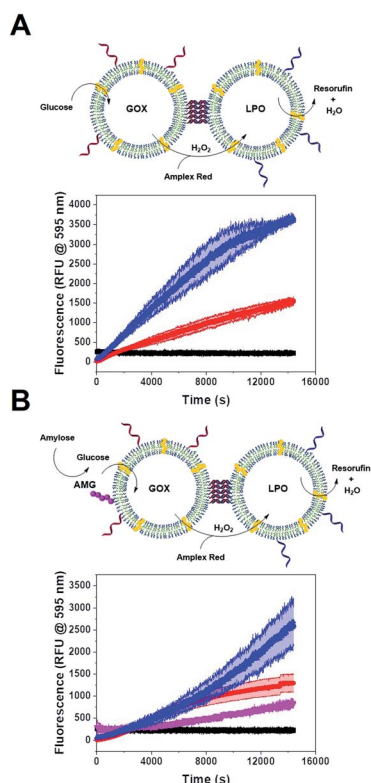 A
Glucose
GOX
LPO
Resorufin
+
H₂O
H₂O₂
Amplex Red
Fluorescence (RFU @ 595 nm)
4000
3500
3000
2500
2000
1500
1000
500
0
0 4000 8000 12000 16000
Time (s)
B
Amylose
Glucose
AMG
GOX
LPO
Resorufin
+
H₂O
H₂O₂
Amplex Red
Fluorescence (RFU @ 595 nm)
3500
3000
2500
2000
1500
1000
500
0
0 4000 8000 12000 16000
Time (s)